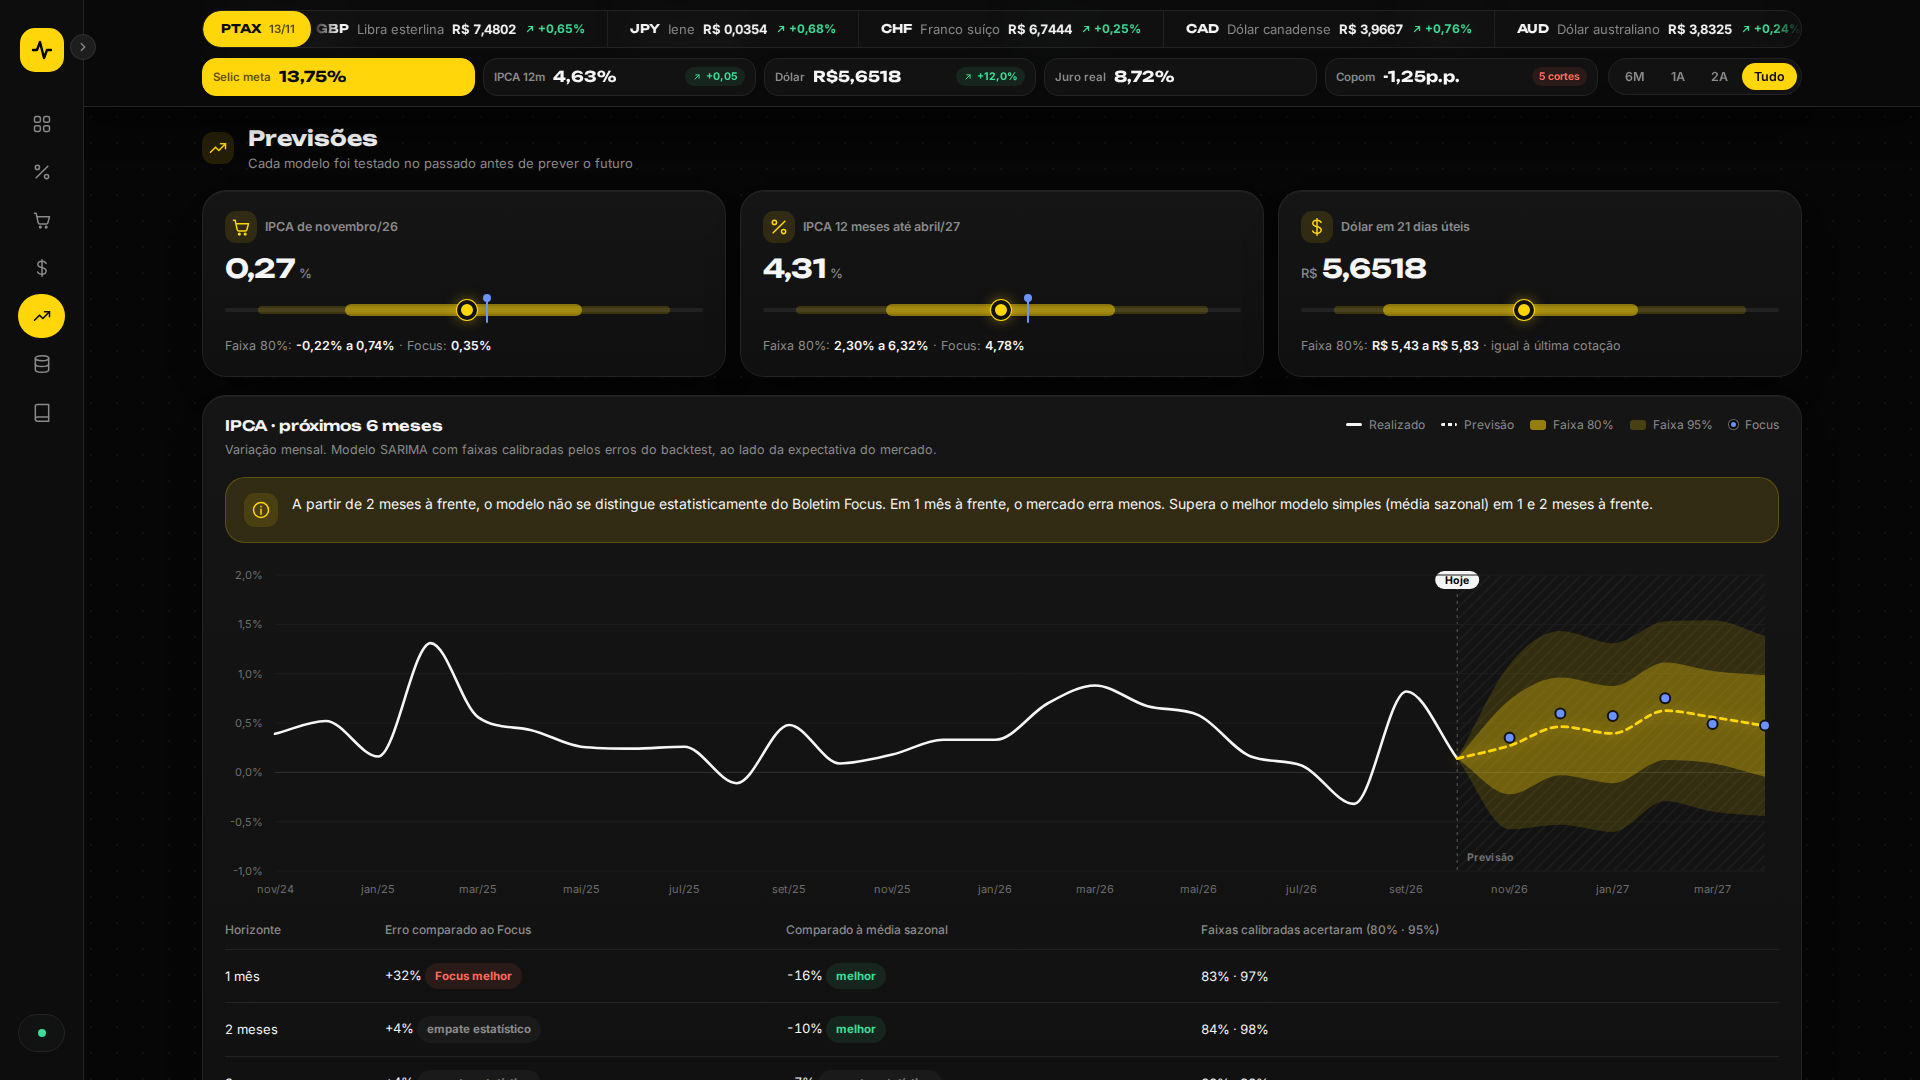 PTAX 13/11 GBP Libra esterlina R$ 7,4802 +0,65% JPY Iene R$ 0,0354 +0,68% CHF Franco suíço R$ 6,7444 +0,25% CAD Dólar canadense R$ 3,9667 +0,76% AUD Dólar australiano R$ 3,8325 +0,24%
Selic meta 13,75% IPCA 12m 4,63% +0,05 Dólar R$5,6518 +12,0% Juro real 8,72% Copom -1,25p.p. 5 cortes 6M 1A 2A Tudo
Previsões
Cada modelo foi testado no passado antes de prever o futuro
IPCA de novembro/26
0,27 %
Faixa 80%: -0,22% a 0,74% · Focus: 0,35%
IPCA 12 meses até abril/27
4,31 %
Faixa 80%: 2,30% a 6,32% · Focus: 4,78%
Dólar em 21 dias úteis
R$ 5,6518
Faixa 80%: R$ 5,43 a R$ 5,83 · igual à última cotação
IPCA · próximos 6 meses
Realizado Previsão Faixa 80% Faixa 95% Focus
Variação mensal. Modelo SARIMA com faixas calibradas pelos erros do backtest, ao lado da expectativa do mercado.
A partir de 2 meses à frente, o modelo não se distingue estatisticamente do Boletim Focus. Em 1 mês à frente, o mercado erra menos. Supera o melhor modelo simples (média sazonal) em 1 e 2 meses à frente.
2,0%
1,5%
1,0%
0,5%
0,0%
-0,5%
-1,0%
Hoje
Previsão
nov/24 jan/25 mar/25 mai/25 jul/25 set/25 nov/25 jan/26 mar/26 mai/26 jul/26 set/26 nov/26 jan/27 mar/27
Horizonte Erro comparado ao Focus Comparado à média sazonal Faixas calibradas acertaram (80% · 95%)
1 mês +32% Focus melhor -16% melhor 83% · 97%
2 meses +4% empate estatístico -10% melhor 84% · 98%